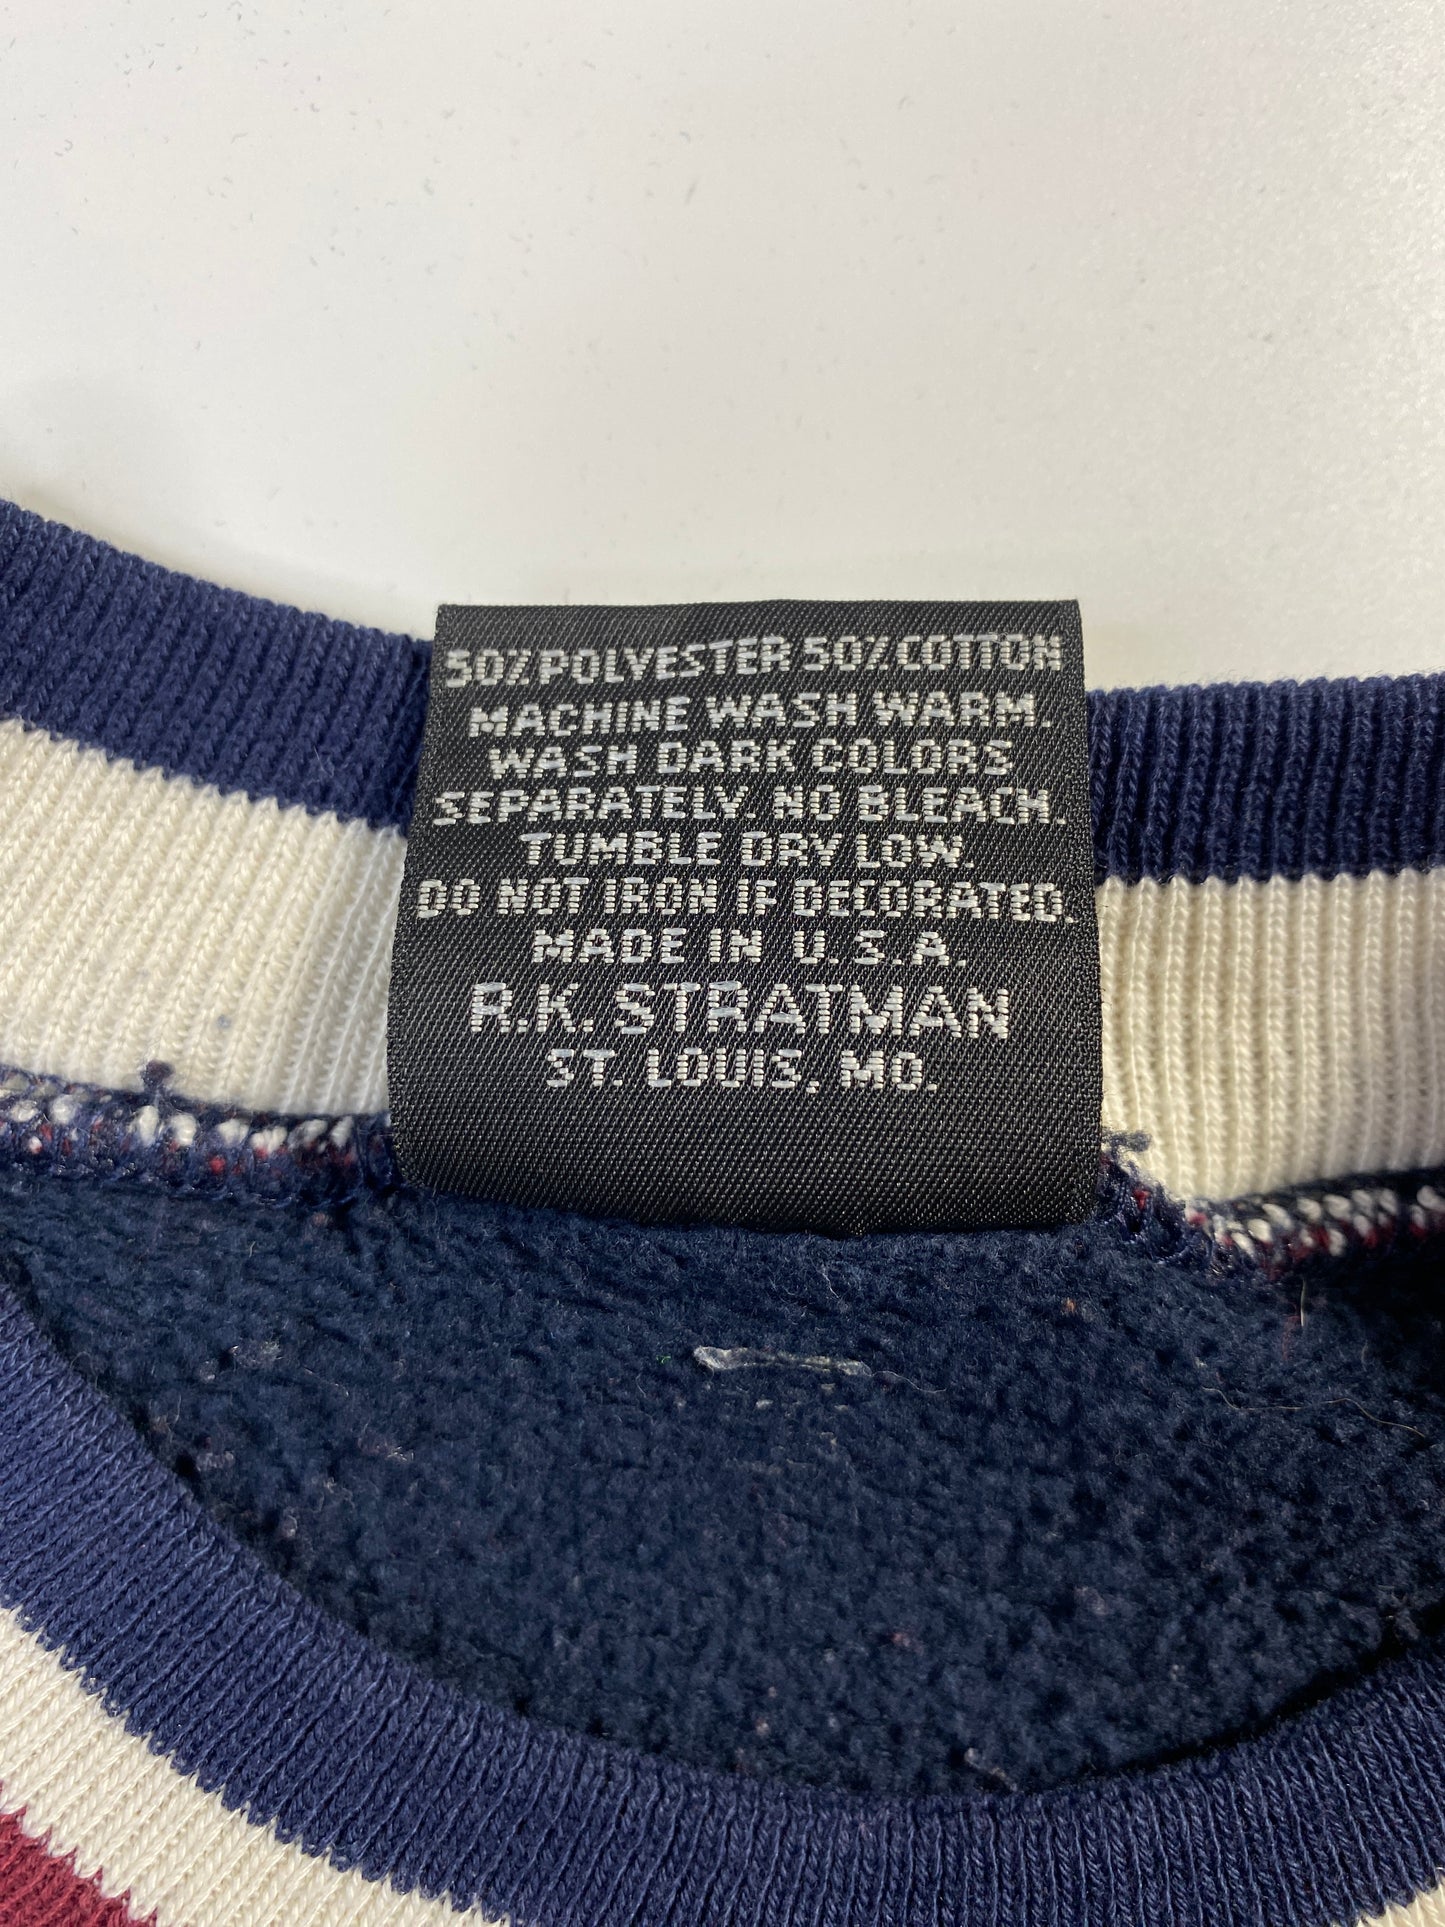 50% POLYESTER 50% COTTON
MACHINE WASH WARM.
WASH DARK COLORS
SEPARATELY. NO BLEACH.
TUMBLE DRY LOW.
DO NOT IRON IF DECORATED.
MADE IN U.S.A.
R.K. STRATMAN
ST. LOUIS, MO.